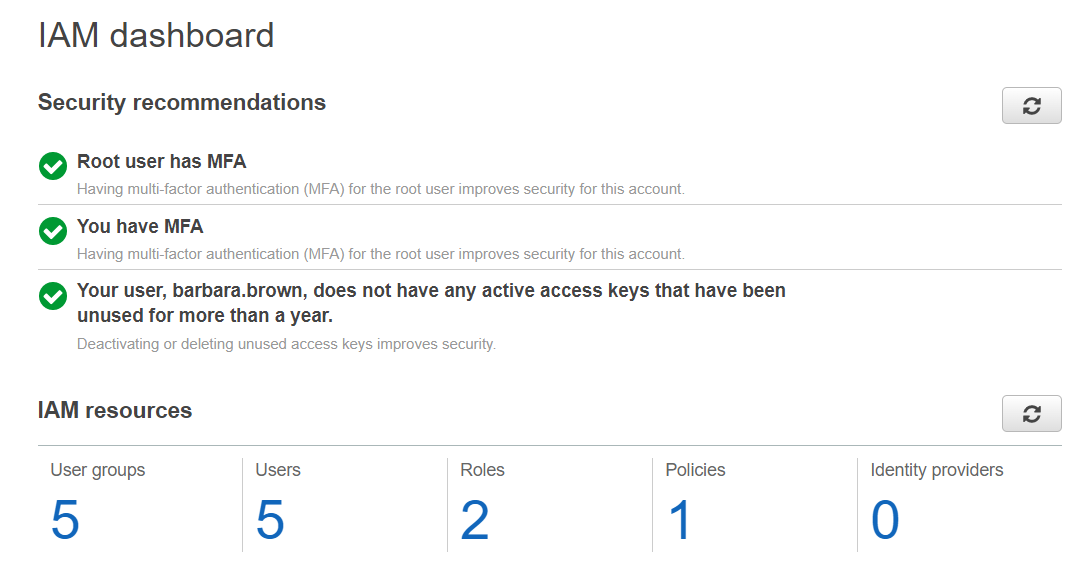 IAM dashboard
Security recommendations
Root user has MFA
Having multi-factor authentication (MFA) for the root user improves security for this account.
You have MFA
Having multi-factor authentication (MFA) for the root user improves security for this account.
Your user, barbara.brown, does not have any active access keys that have been
unused for more than a year.
Deactivating or deleting unused access keys improves security.
IAM resources
User groups Users Roles Policies Identity providers
5 5 2 1 0